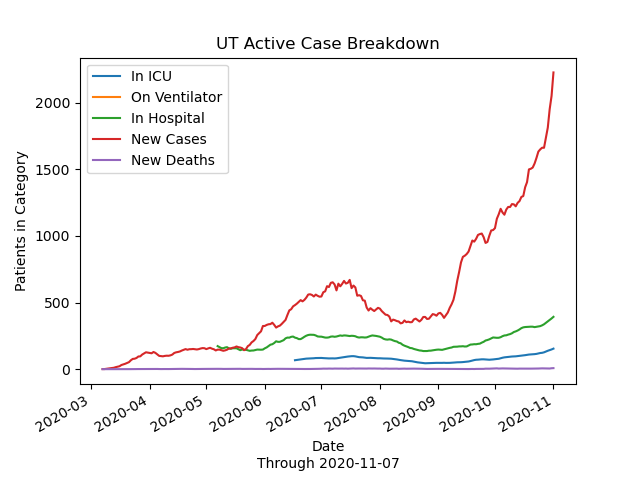 UT Active Case Breakdown
In ICU
On Ventilator
In Hospital
New Cases
New Deaths
Patients in Category
2000
1500
1000
500
0
2020-03
2020-04
2020-05
2020-06
2020-07
2020-08
2020-09
2020-10
2020-11
Date
Through 2020-11-07